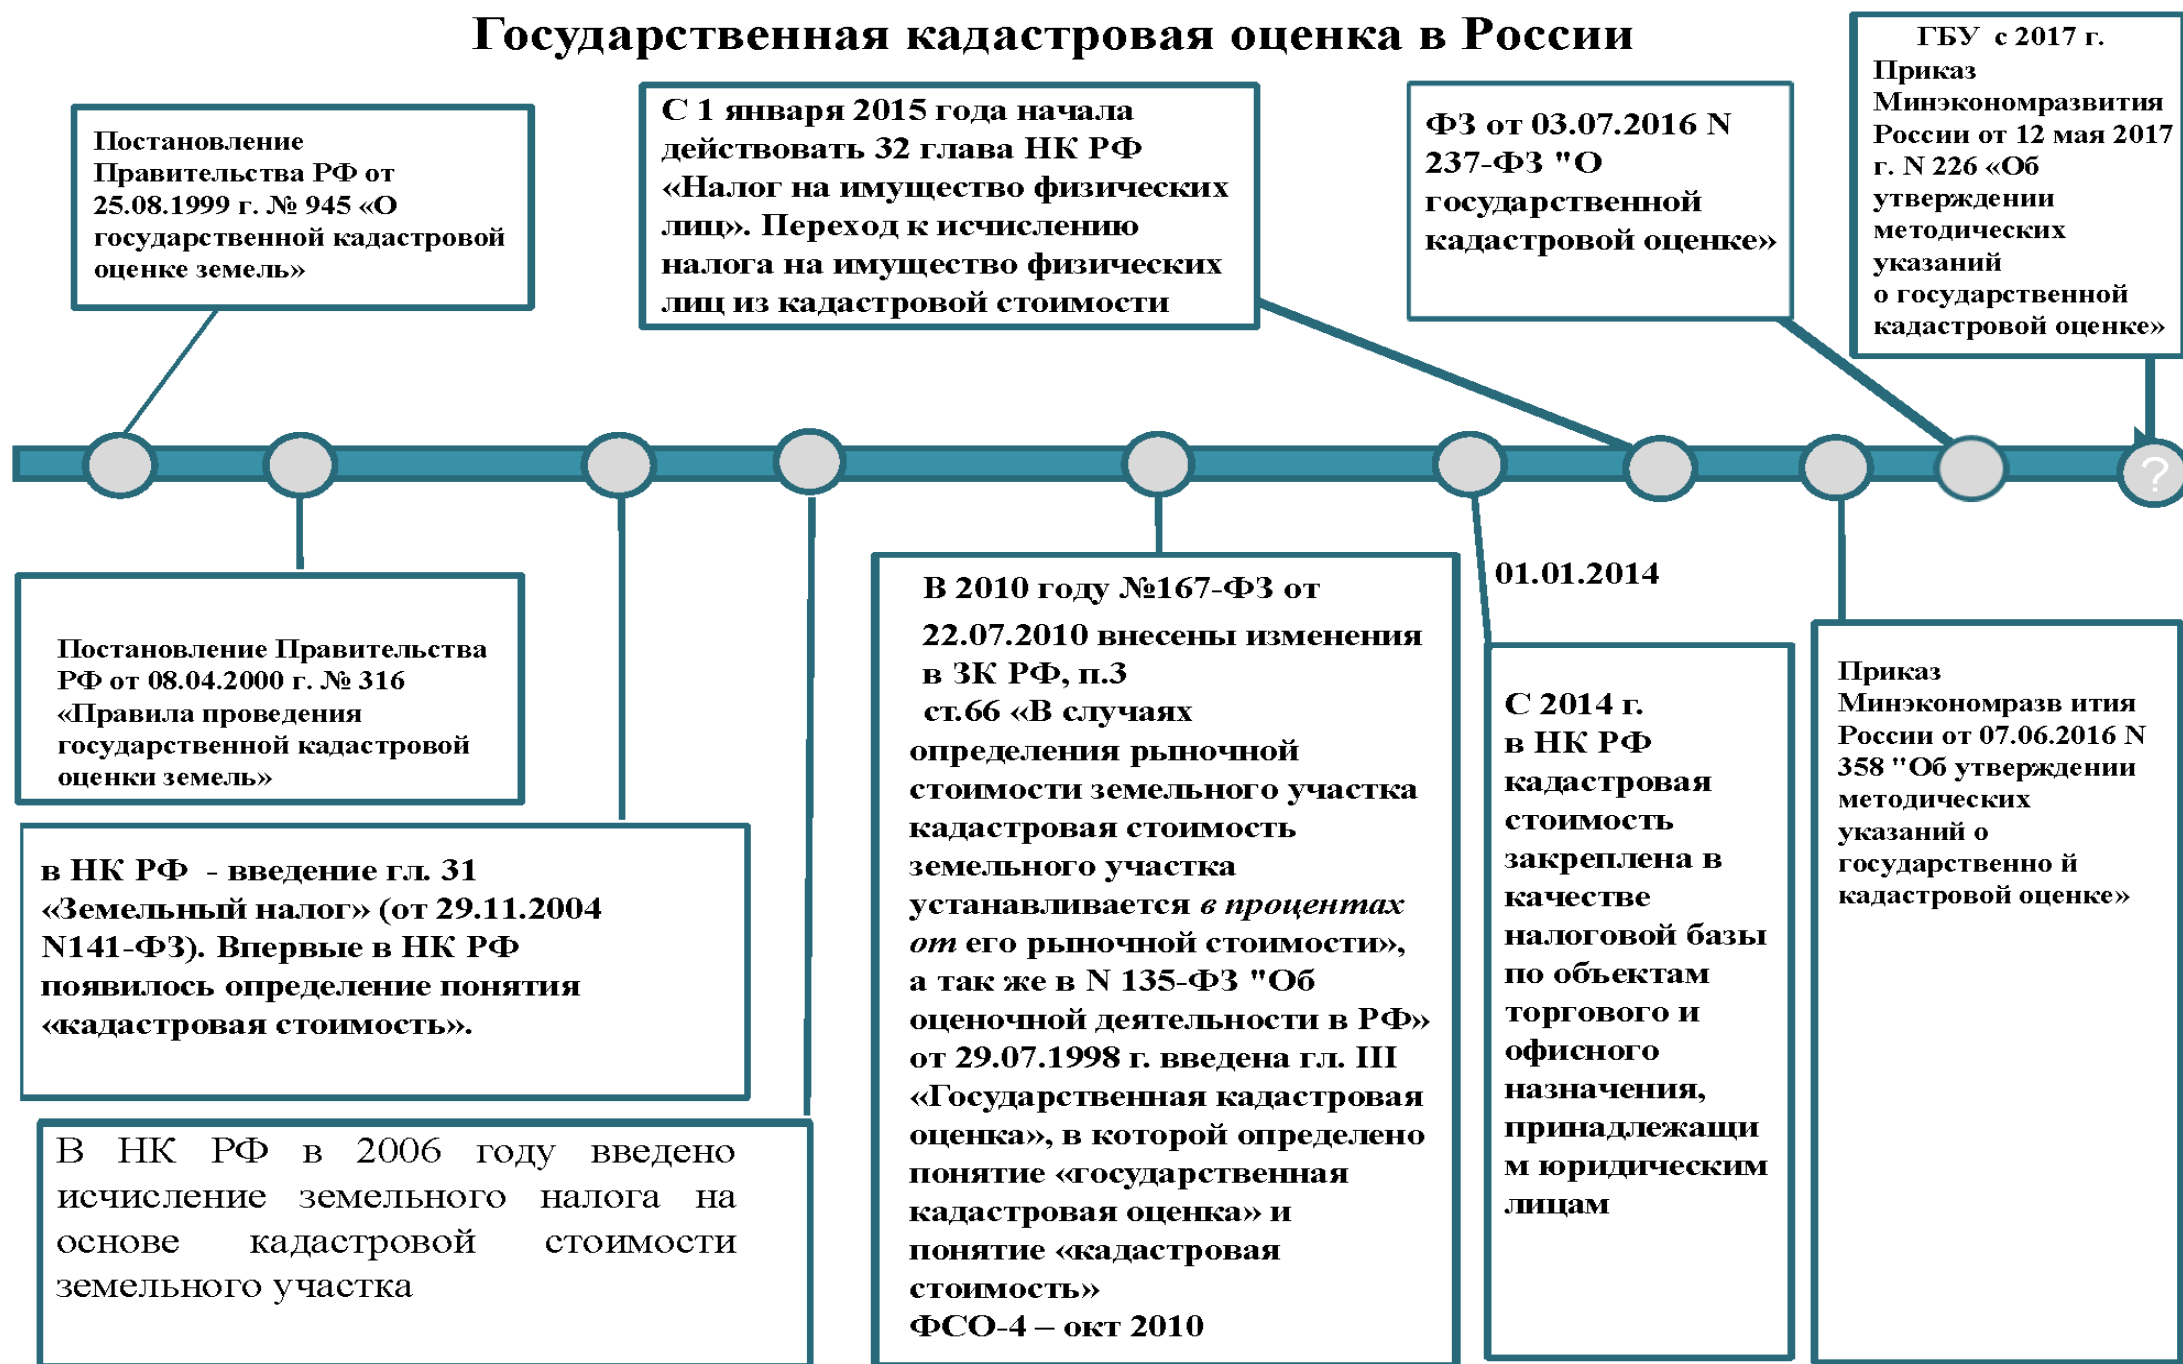 Государственная кадастровая оценка в России
Постановление
Правительства РФ от
25.08.1999 г. № 945 «О
государственной кадастровой
оценке земель»
С 1 января 2015 года начала
действовать 32 глава НК РФ
«Налог на имущество физических
лиц». Переход к исчислению
налога на имущество физических
лиц из кадастровой стоимости
ФЗ от 03.07.2016 N
237-ФЗ "О
государственной
кадастровой оценке»
ГБУ с 2017 г.
Приказ
Минэкономразвития
России от 12 мая 2017
г. N 226 «Об
утверждении
методических
указаний
о государственной
кадастровой оценке»
?
Постановление Правительства
РФ от 08.04.2000 г. № 316
«Правила проведения
государственной кадастровой
оценки земель»
в НК РФ - введение гл. 31
«Земельный налог» (от 29.11.2004
N141-ФЗ). Впервые в НК РФ
появилось определение понятия
«кадастровая стоимость».
В НК РФ в 2006 году введено
исчисление земельного налога на
основе кадастровой стоимости
земельного участка
В 2010 году №167-ФЗ от
22.07.2010 внесены изменения
в ЗК РФ, п.3
ст.66 «В случаях
определения рыночной
стоимости земельного участка
кадастровая стоимость
земельного участка
устанавливается в процентах
от его рыночной стоимости»,
а так же в N 135-ФЗ "Об
оценочной деятельности в РФ»
от 29.07.1998 г. введена гл. III
«Государственная кадастровая
оценка», в которой определено
понятие «государственная
кадастровая оценка» и
понятие «кадастровая
стоимость»
ФСО-4 – окт 2010
01.01.2014
С 2014 г.
в НК РФ
кадастровая
стоимость
закреплена в
качестве
налоговой базы
по объектам
торгового и
офисного
назначения,
принадлежащи
м юридическим
лицам
Приказ
Минэкономразв ития
России от 07.06.2016 N
358 "Об утверждении
методических
указаний о
государственно й
кадастровой оценке»